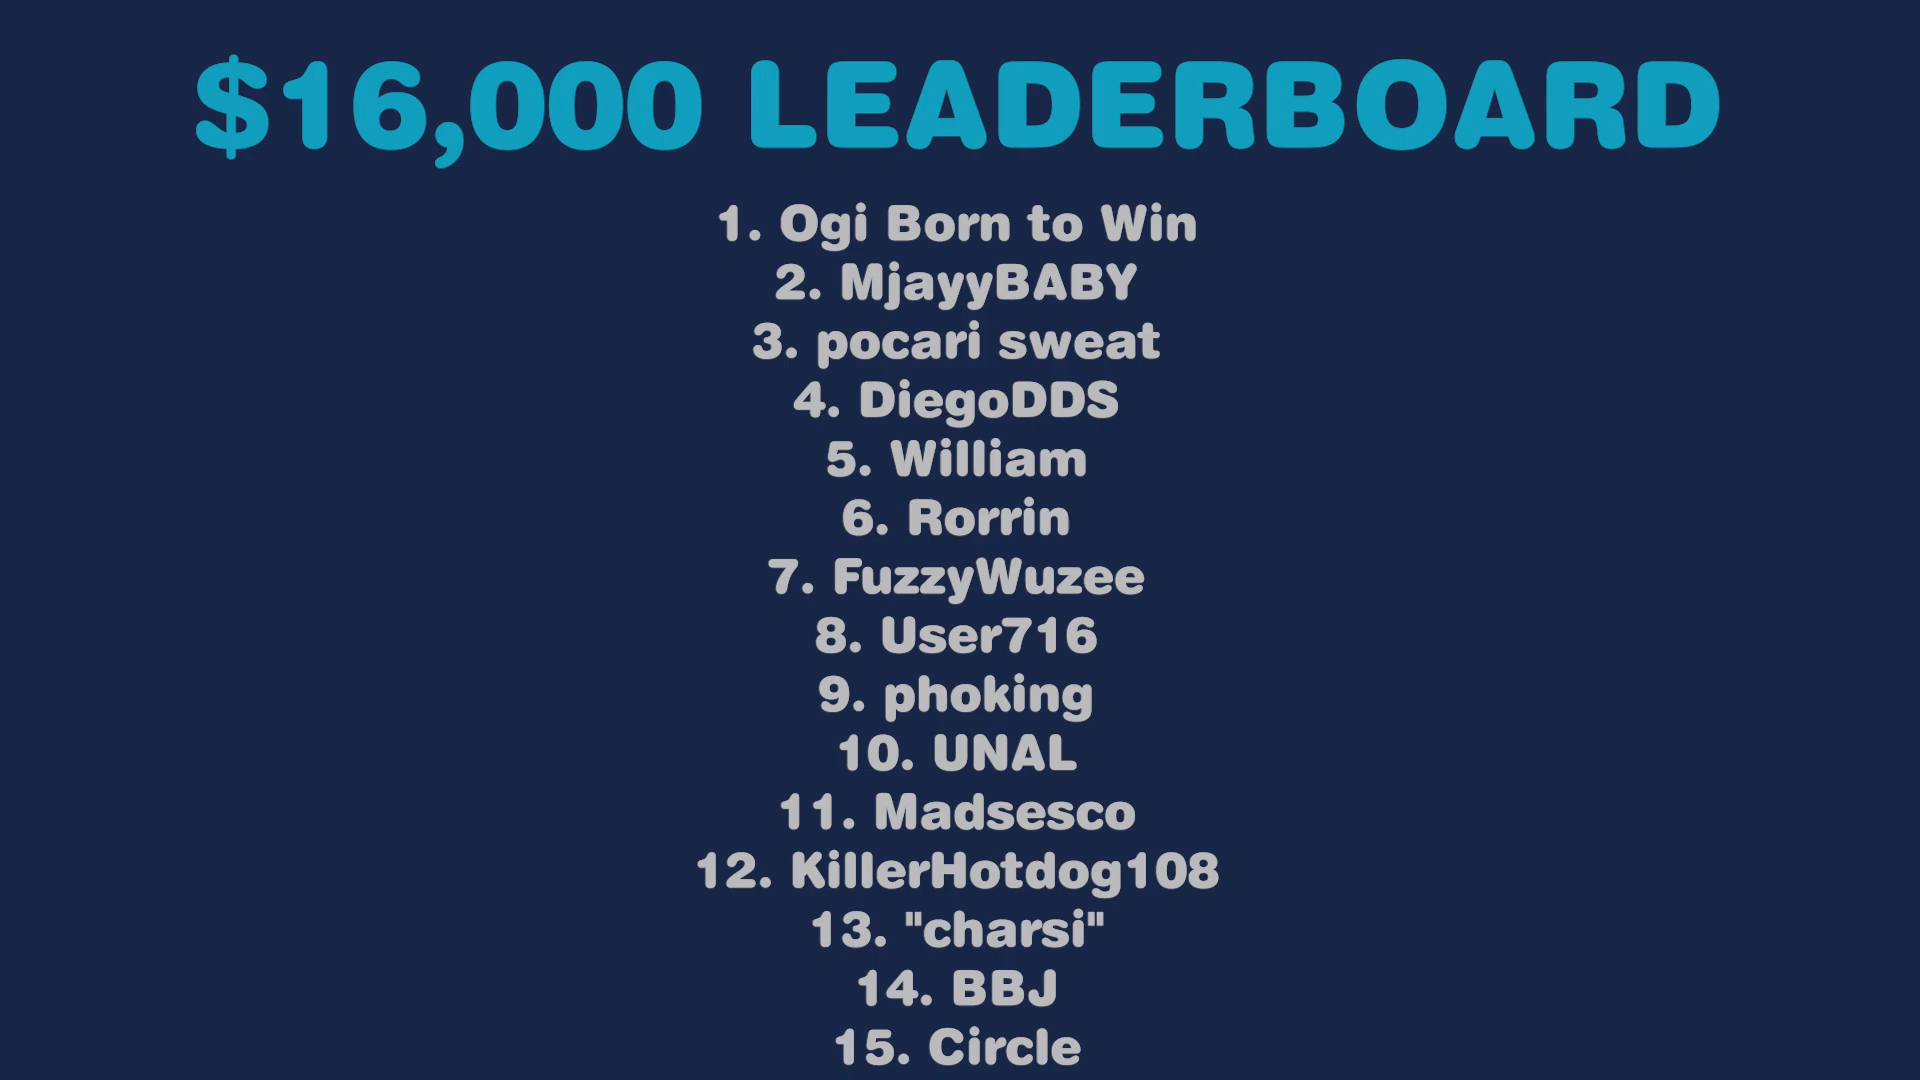 $16,000 LEADERBOARD
1. Ogi Born to Win
2. MjayyBABY
3. pocari sweat
4. DiegoDDS
5. William
6. Rorrin
7. FuzzyWuzee
8. User716
9. phoking
10. UNAL
11. Madsesco
12. KillerHotdog108
13. "charsi"
14. BBJ
15. Circle